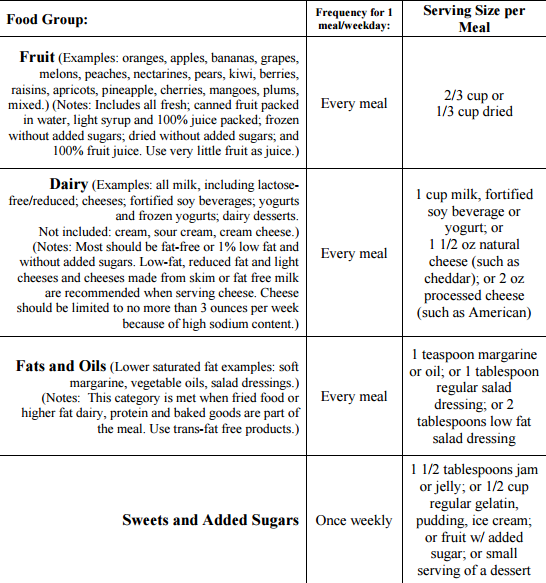 Food Group:
Frequency for 1
meal/weekday:
Serving Size per
Meal
Fruit (Examples: oranges, apples, bananas, grapes,
melons, peaches, nectarines, pears, kiwi, berries,
raisins, apricots, pineapple, cherries, mangoes, plums,
mixed.) (Notes: Includes all fresh; canned fruit packed
in water, light syrup and 100% juice packed; frozen
frozen without added sugars; dried without added sugars; and
100% fruit juice. Use very little fruit as juice.)
Every meal
2/3 cup or
1/3 cup dried
Dairy (Examples: all milk, including lactose-
free/reduced; cheeses; fortified soy beverages; yogurts
and frozen yogurts; dairy desserts.
Not included: cream, sour cream, cream cheese.)
(Notes: Most should be fat-free or 1% low fat and
without added sugars. Low-fat, reduced fat and light
cheeses and cheeses made from skim or fat free milk
are recommended when serving cheese. Cheese
should be limited to no more than 3 ounces per week
because of high sodium content.)
Every meal
1 cup milk, fortified
soy beverage or
yogurt; or
1 1/2 oz natural
cheese (such as
cheddar); or 2 oz
processed cheese
(such as American)
Fats and Oils (Lower saturated fat examples: soft
margarine, vegetable oils, salad dressings.)
(Notes: This category is met when fried food or
higher fat dairy, protein and baked goods are part of
the meal. Use trans-fat free products.)
Every meal
1 teaspoon margarine
or oil; or 1 tablespoon
regular salad
dressing; or 2
tablespoons low fat
salad dressing
Sweets and Added Sugars
Once weekly
1 1/2 tablespoons jam
or jelly; or 1/2 cup
regular gelatin,
pudding, ice cream;
or fruit w/ added
sugar; or small
serving of a dessert